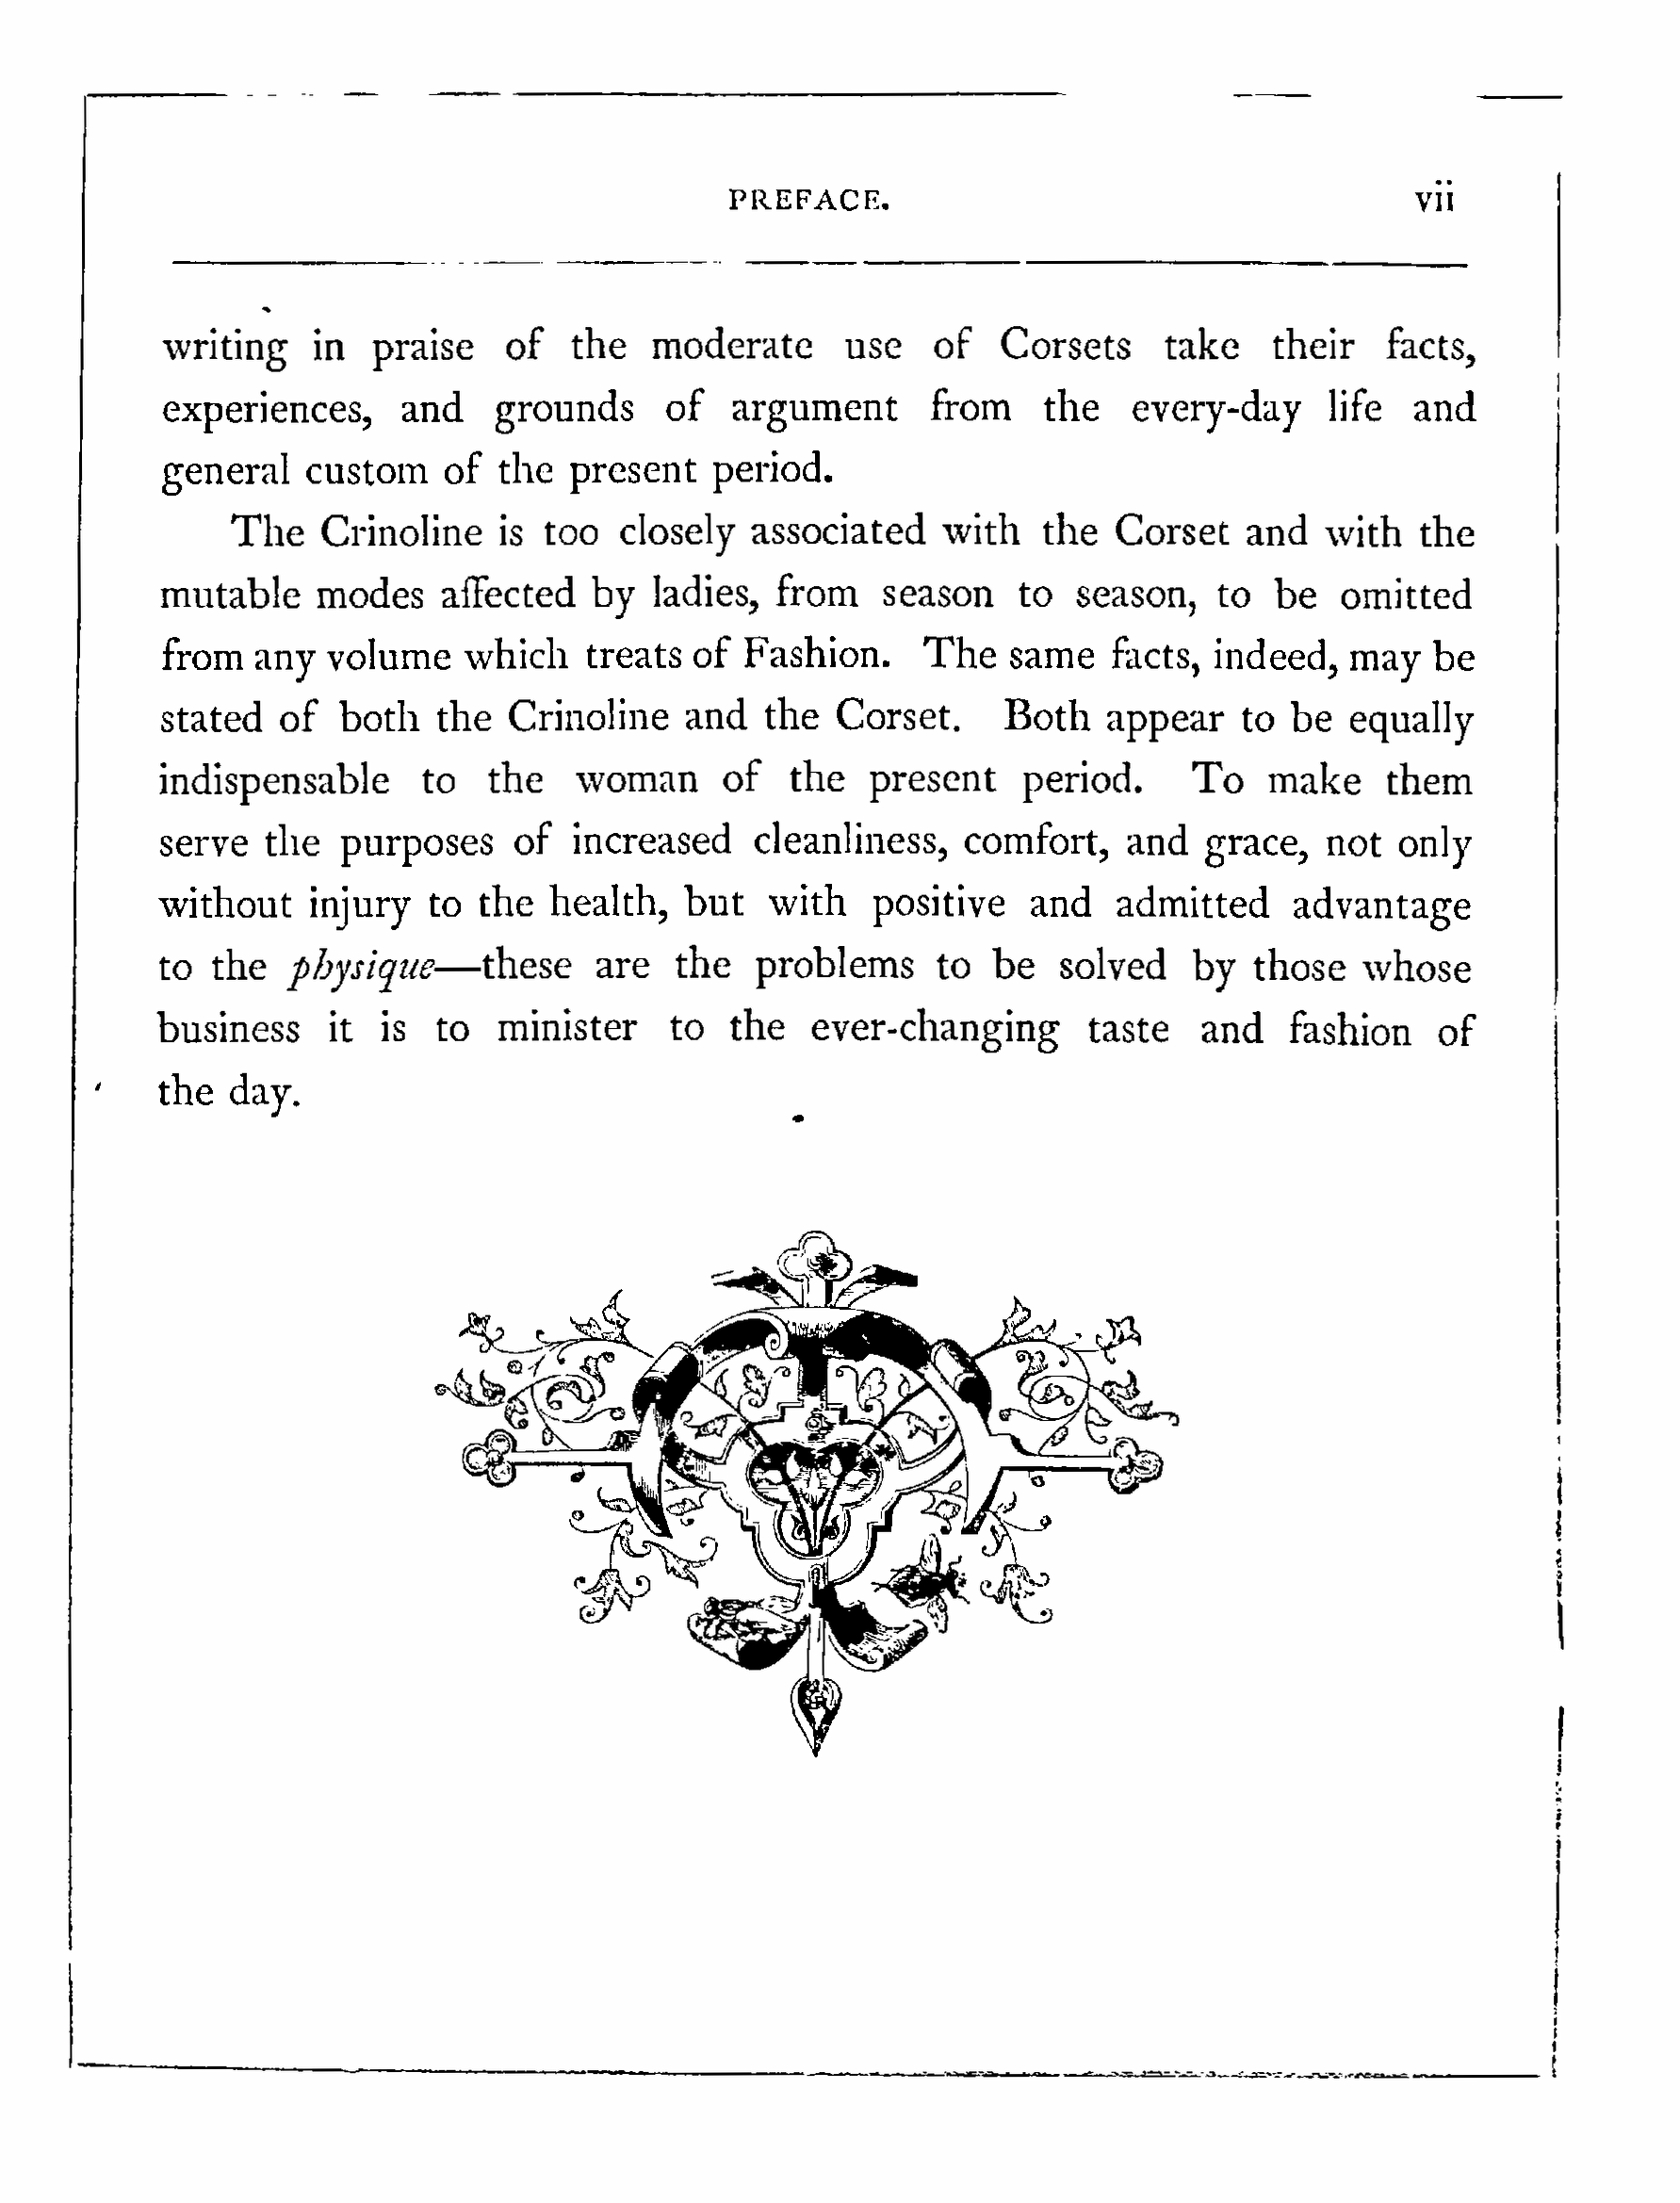 PREFACE. vii
writing in praise of the moderate use of Corsets take their facts,
experiences, and grounds of argument from the every-day life and
general custom of the present period.
The Crinoline is too closely associated with the Corset and with the
mutable modes affected by ladies, from season to season, to be omitted
from any volume which treats of Fashion. The same facts, indeed, may be
stated of both the Crinoline and the Corset. Both appear to be equally
indispensable to the woman of the present period. To make them
serve the purposes of increased cleanliness, comfort, and grace, not only
without injury to the health, but with positive and admitted advantage
to the physique—these are the problems to be solved by those whose
business it is to minister to the ever-changing taste and fashion of
the day.